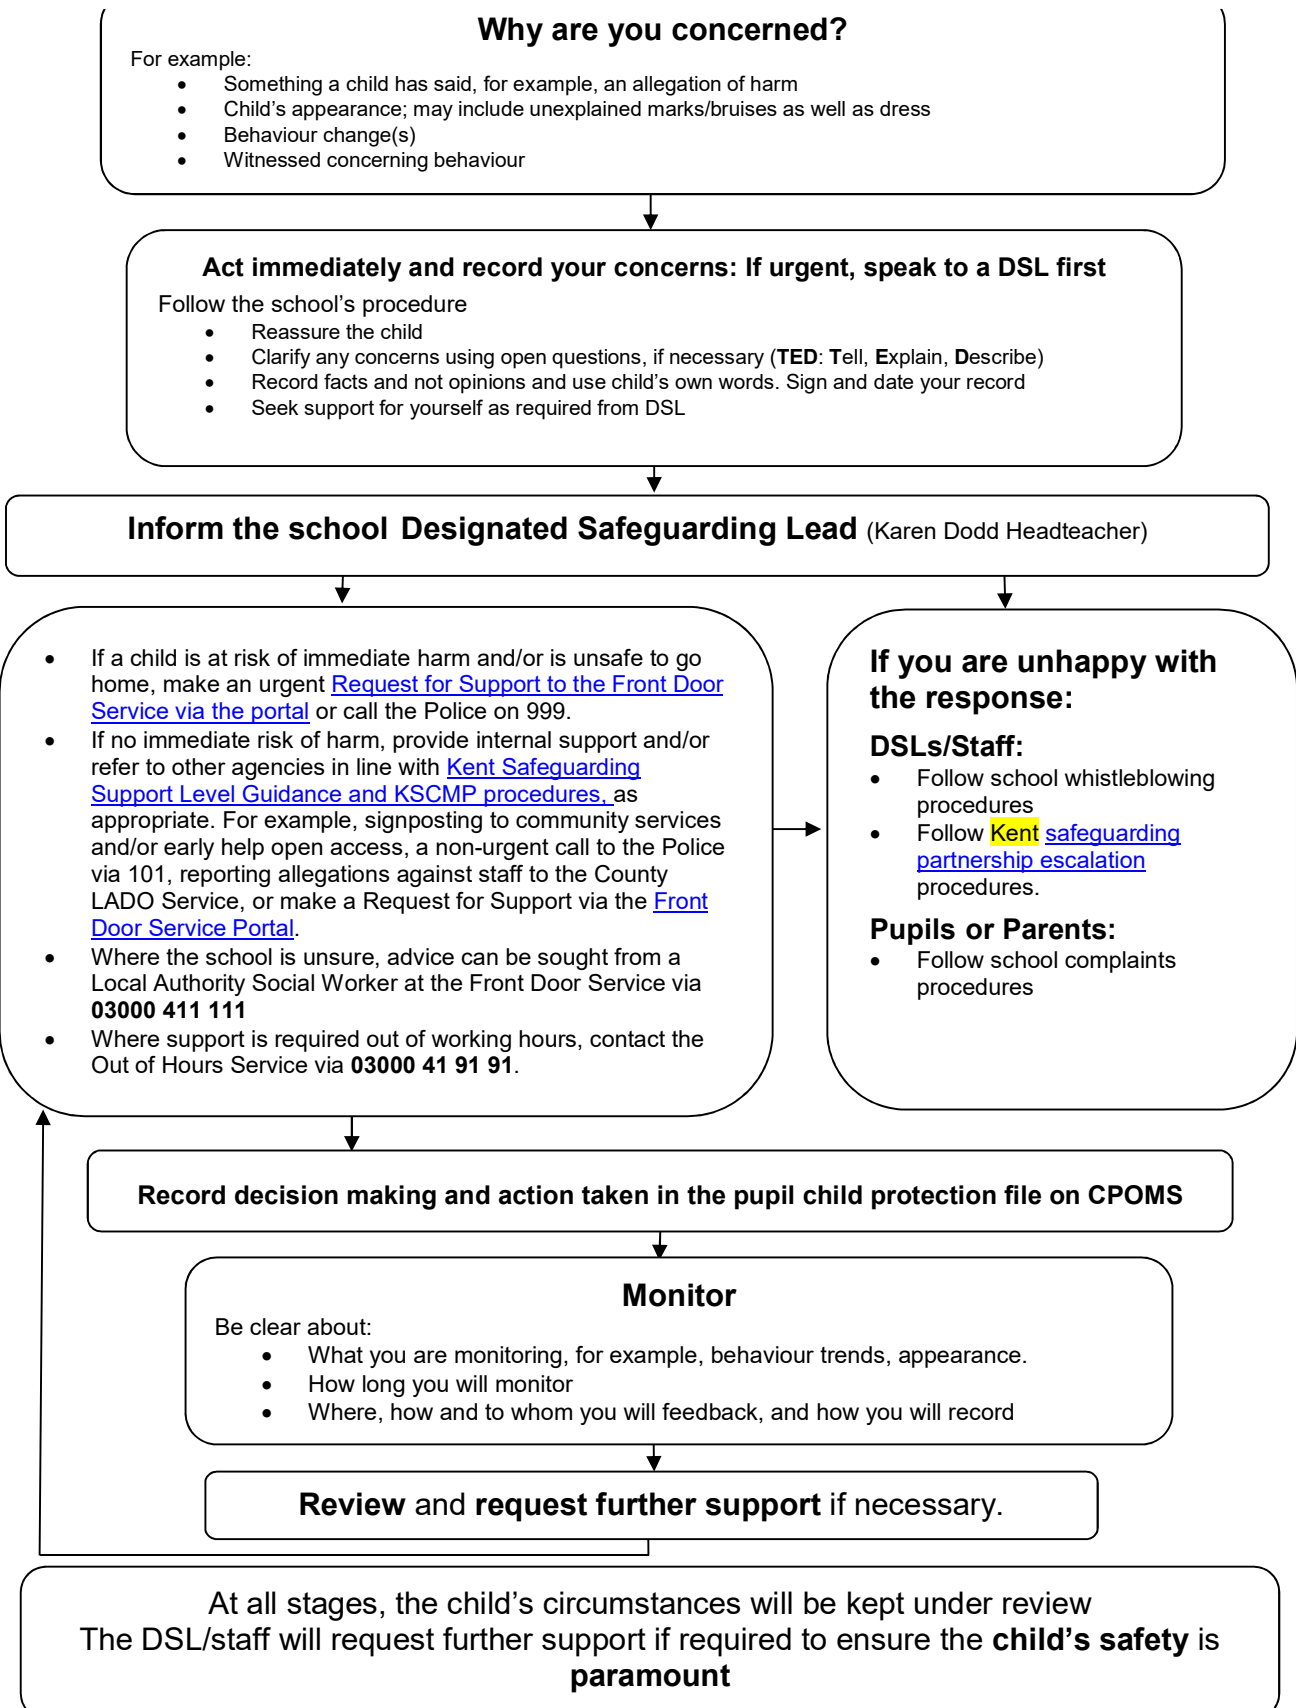 Why are you concerned?
For example:
• Something a child has said, for example, an allegation of harm
• Child's appearance; may include unexplained marks/bruises as well as dress
• Behaviour change(s)
• Witnessed concerning behaviour
Act immediately and record your concerns: If urgent, speak to a DSL first
Follow the school's procedure
• Reassure the child
• Clarify any concerns using open questions, if necessary (TED: Tell, Explain, Describe)
• Record facts and not opinions and use child's own words. Sign and date your record
• Seek support for yourself as required from DSL
Inform the school Designated Safeguarding Lead (Karen Dodd Headteacher)
• If a child is at risk of immediate harm and/or is unsafe to go
home, make an urgent Request for Support to the Front Door
Service via the portal or call the Police on 999.
• If no immediate risk of harm, provide internal support and/or
refer to other agencies in line with Kent Safeguarding
Support Level Guidance and KSCMP procedures, as
appropriate. For example, signposting to community services
and/or early help open access, a non-urgent call to the Police
via 101, reporting allegations against staff to the County
LADO Service, or make a Request for Support via the Front
Door Service Portal.
• Where the school is unsure, advice can be sought from a
Local Authority Social Worker at the Front Door Service via
03000 411 111
• Where support is required out of working hours, contact the
Out of Hours Service via 03000 41 91 91.
If you are unhappy with
the response:
DSLs/Staff:
• Follow school whistleblowing
procedures
• Follow Kent safeguarding
partnership escalation
procedures.
Pupils or Parents:
• Follow school complaints
procedures
Record decision making and action taken in the pupil child protection file on CPOMS
Monitor
Be clear about:
• What you are monitoring, for example, behaviour trends, appearance.
• How long you will monitor
• Where, how and to whom you will feedback, and how you will record
Review and request further support if necessary.
At all stages, the child's circumstances will be kept under review
The DSL/staff will request further support if required to ensure the child's safety is
paramount